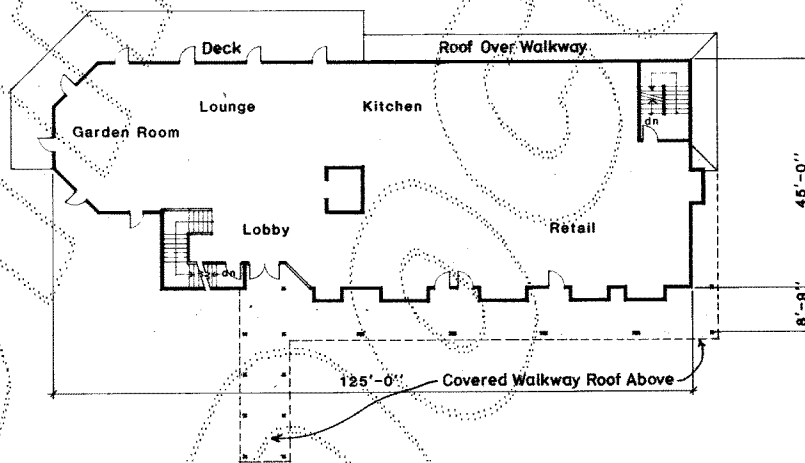 Deck
Roof Over Walkway
Lounge
Kitchen
Garden Room
dn
Lobby
Retail
dn
45'-0"
8'-9"
125'-0"
Covered Walkway Roof Above